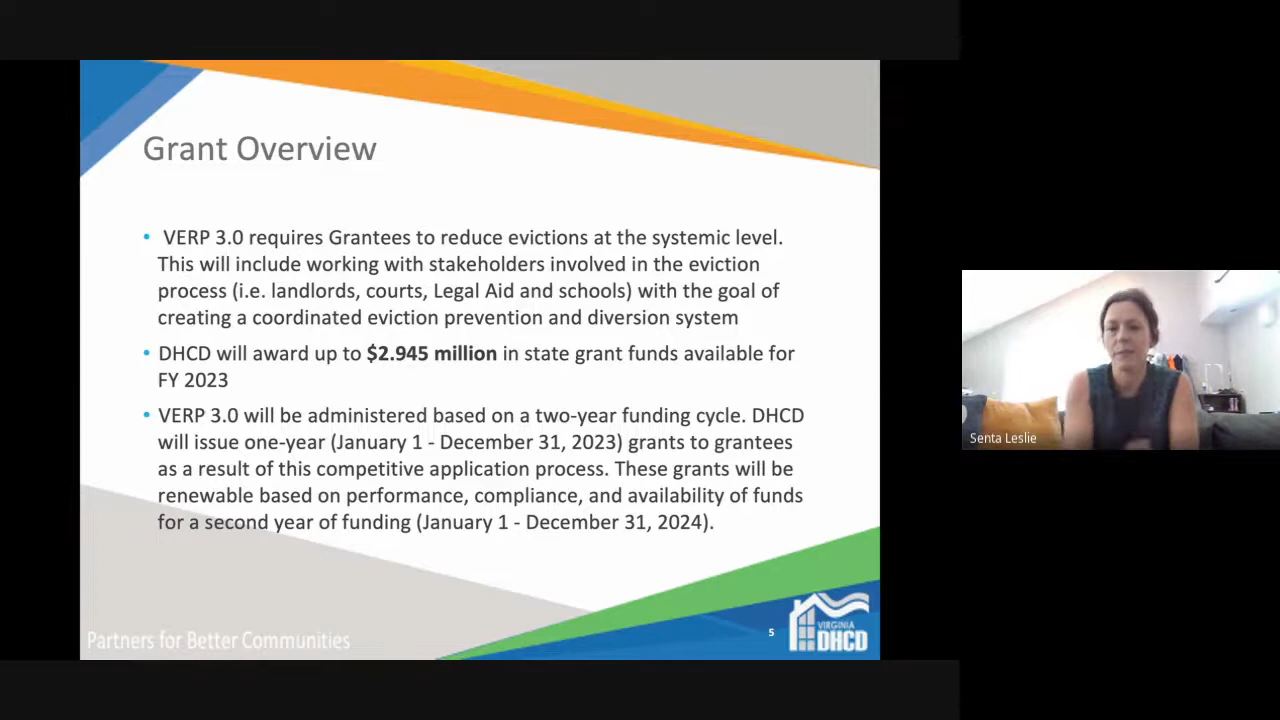 Grant Overview
• VERP 3.0 requires Grantees to reduce evictions at the systemic level.
This will include working with stakeholders involved in the eviction
process (i.e. landlords, courts, Legal Aid and schools) with the goal of
creating a coordinated eviction prevention and diversion system
• DHCD will award up to $2.945 million in state grant funds available for
FY 2023
• VERP 3.0 will be administered based on a two-year funding cycle. DHCD
will issue one-year (January 1 - December 31, 2023) grants to grantees
as a result of this competitive application process. These grants will be
renewable based on performance, compliance, and availability of funds
for a second year of funding (January 1 - December 31, 2024).
Partners for Better Communities
5
VIRGINIA
DHCD
Senta Leslie